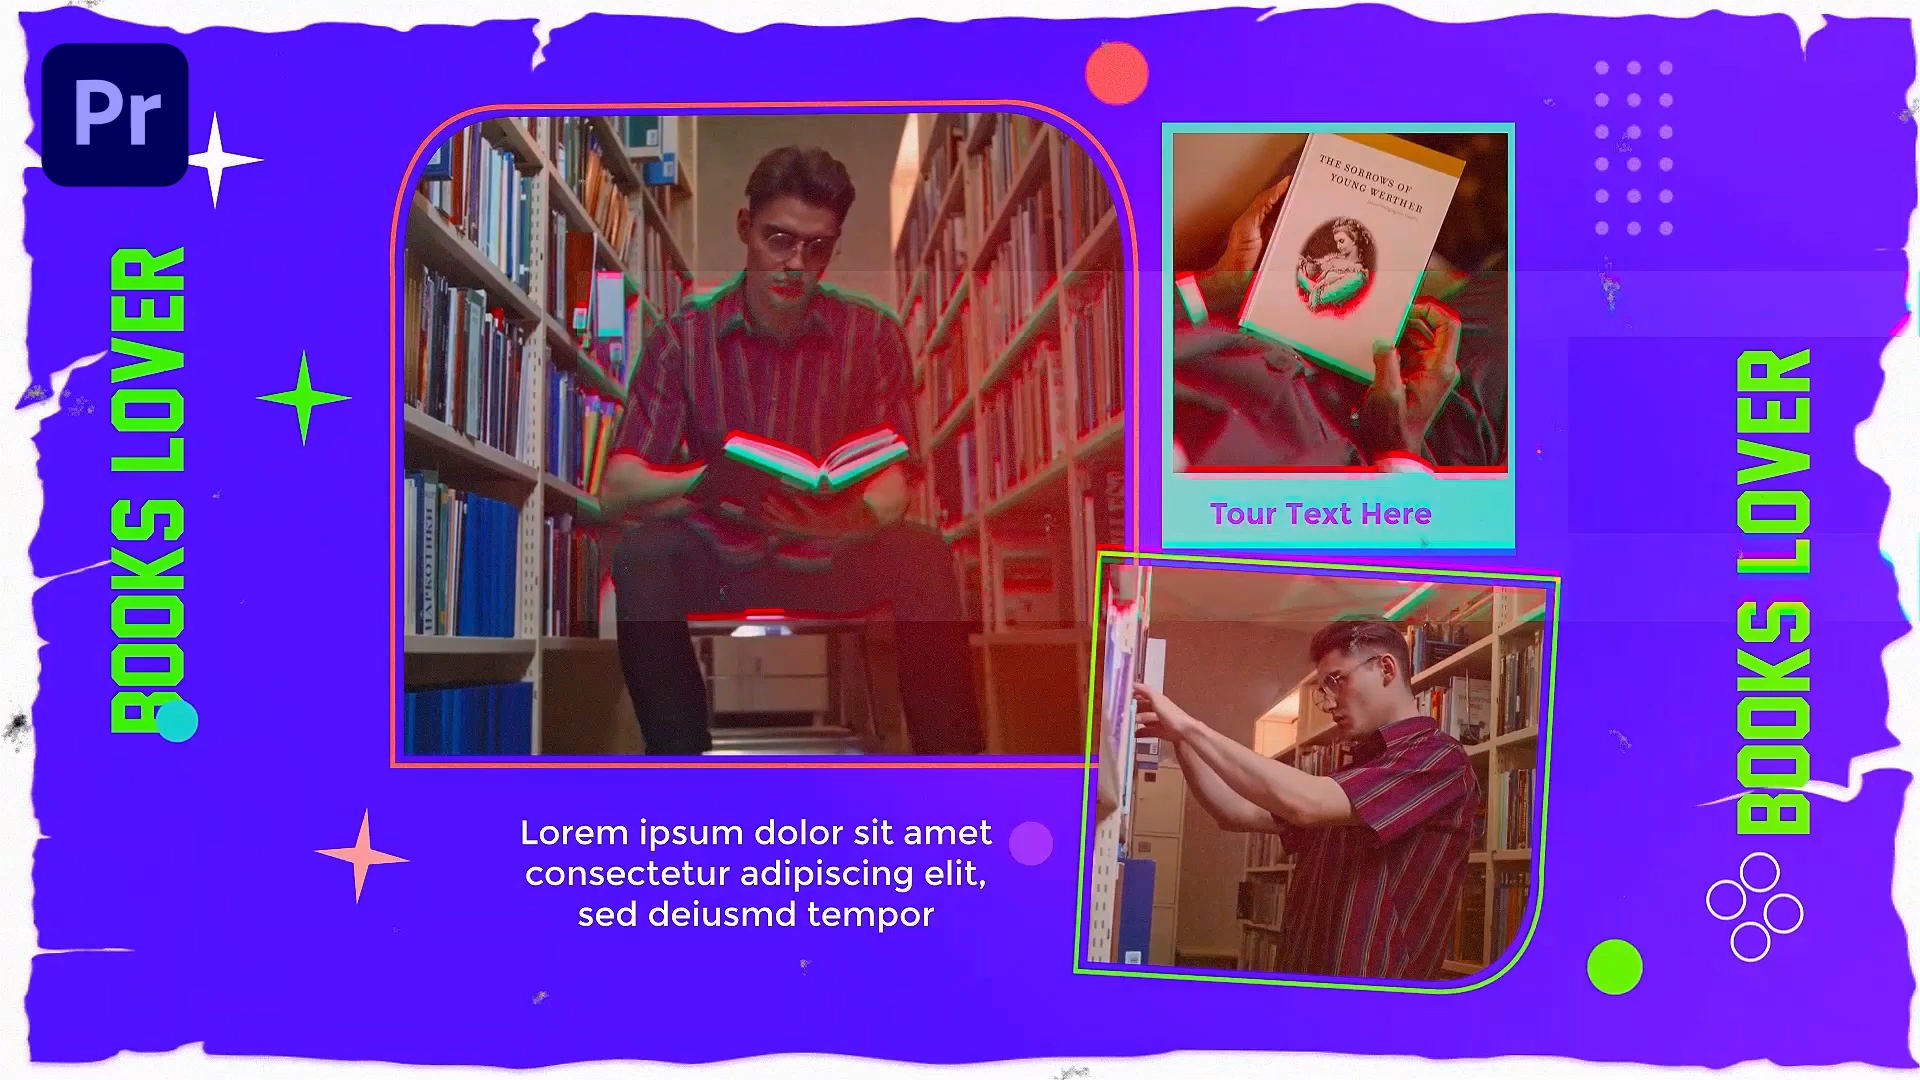 Pr
BOOKS LOVER
THE SORROWS OF
YOUNG WERTHER
Tour Text Here
BOOKS LOVER
Lorem ipsum dolor sit amet
consectetur adipiscing elit,
sed deiusmd tempor